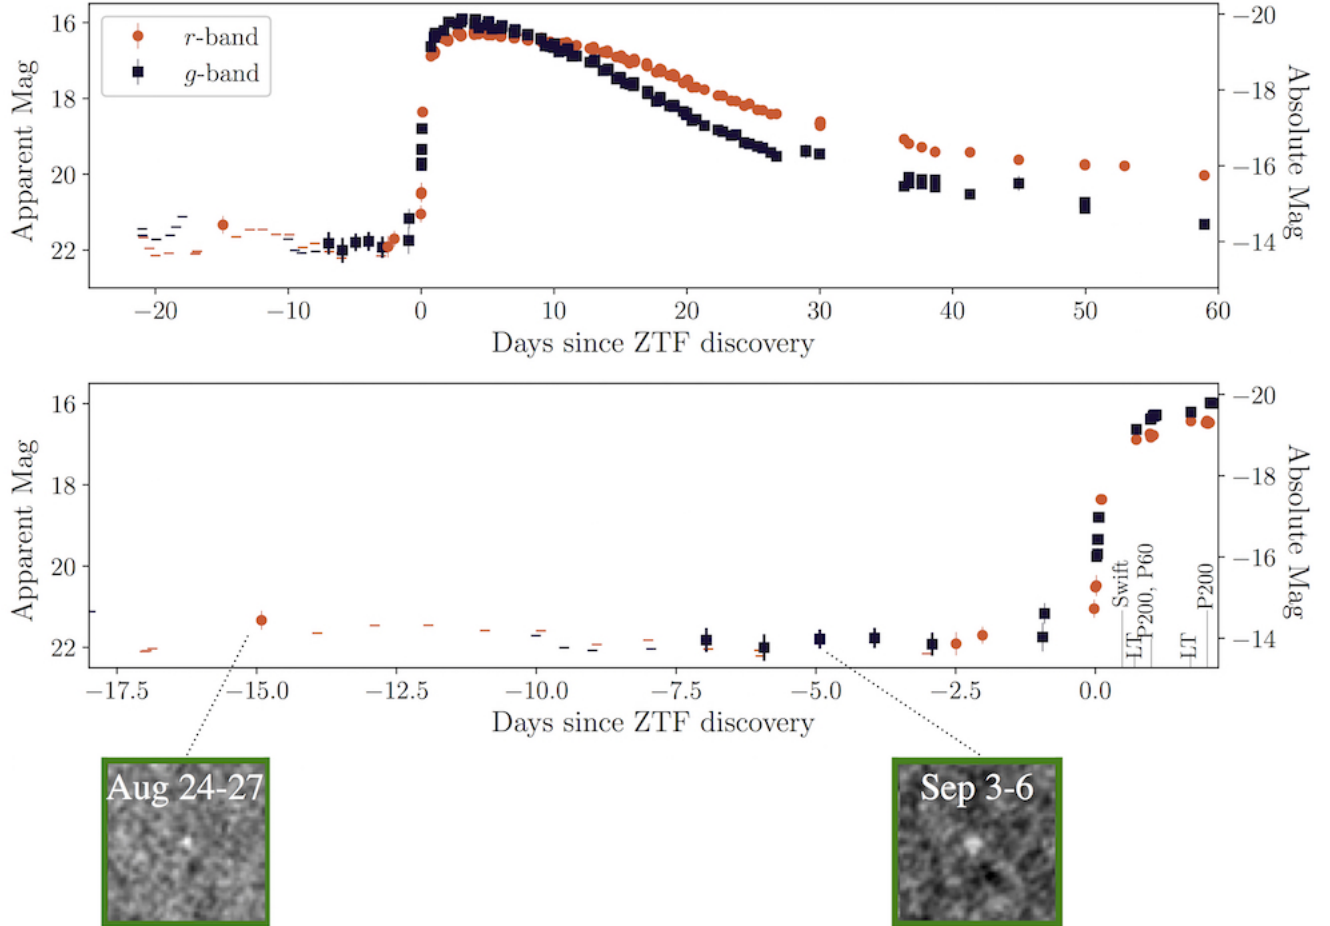 r-band
g-band
Apparent Mag
16
18
20
22
−20
−18
−16
−14
Absolute Mag
−20
−10
0
10
20
30
40
50
60
Days since ZTF discovery
Apparent Mag
16
18
20
22
−20
−18
−16
−14
Absolute Mag
Swift
LT
P200, P60
LT
P200
−17.5
−15.0
−12.5
−10.0
−7.5
−5.0
−2.5
0.0
Days since ZTF discovery
Aug 24-27
Sep 3-6